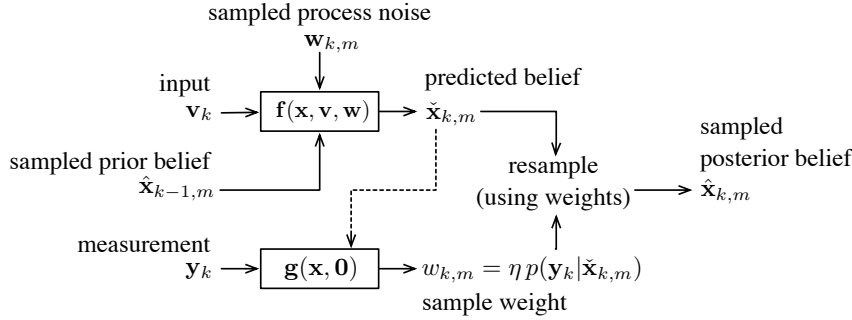 sampled process noise
w_{k,m}
input
v_k
f(x, v, w)
predicted belief
x̌_{k,m}
sampled prior belief
x̂_{k−1,m}
resample
(using weights)
sampled
posterior belief
x̂_{k,m}
measurement
y_k
g(x, 0)
w_{k,m} = η p(y_k|x̌_{k,m})
sample weight